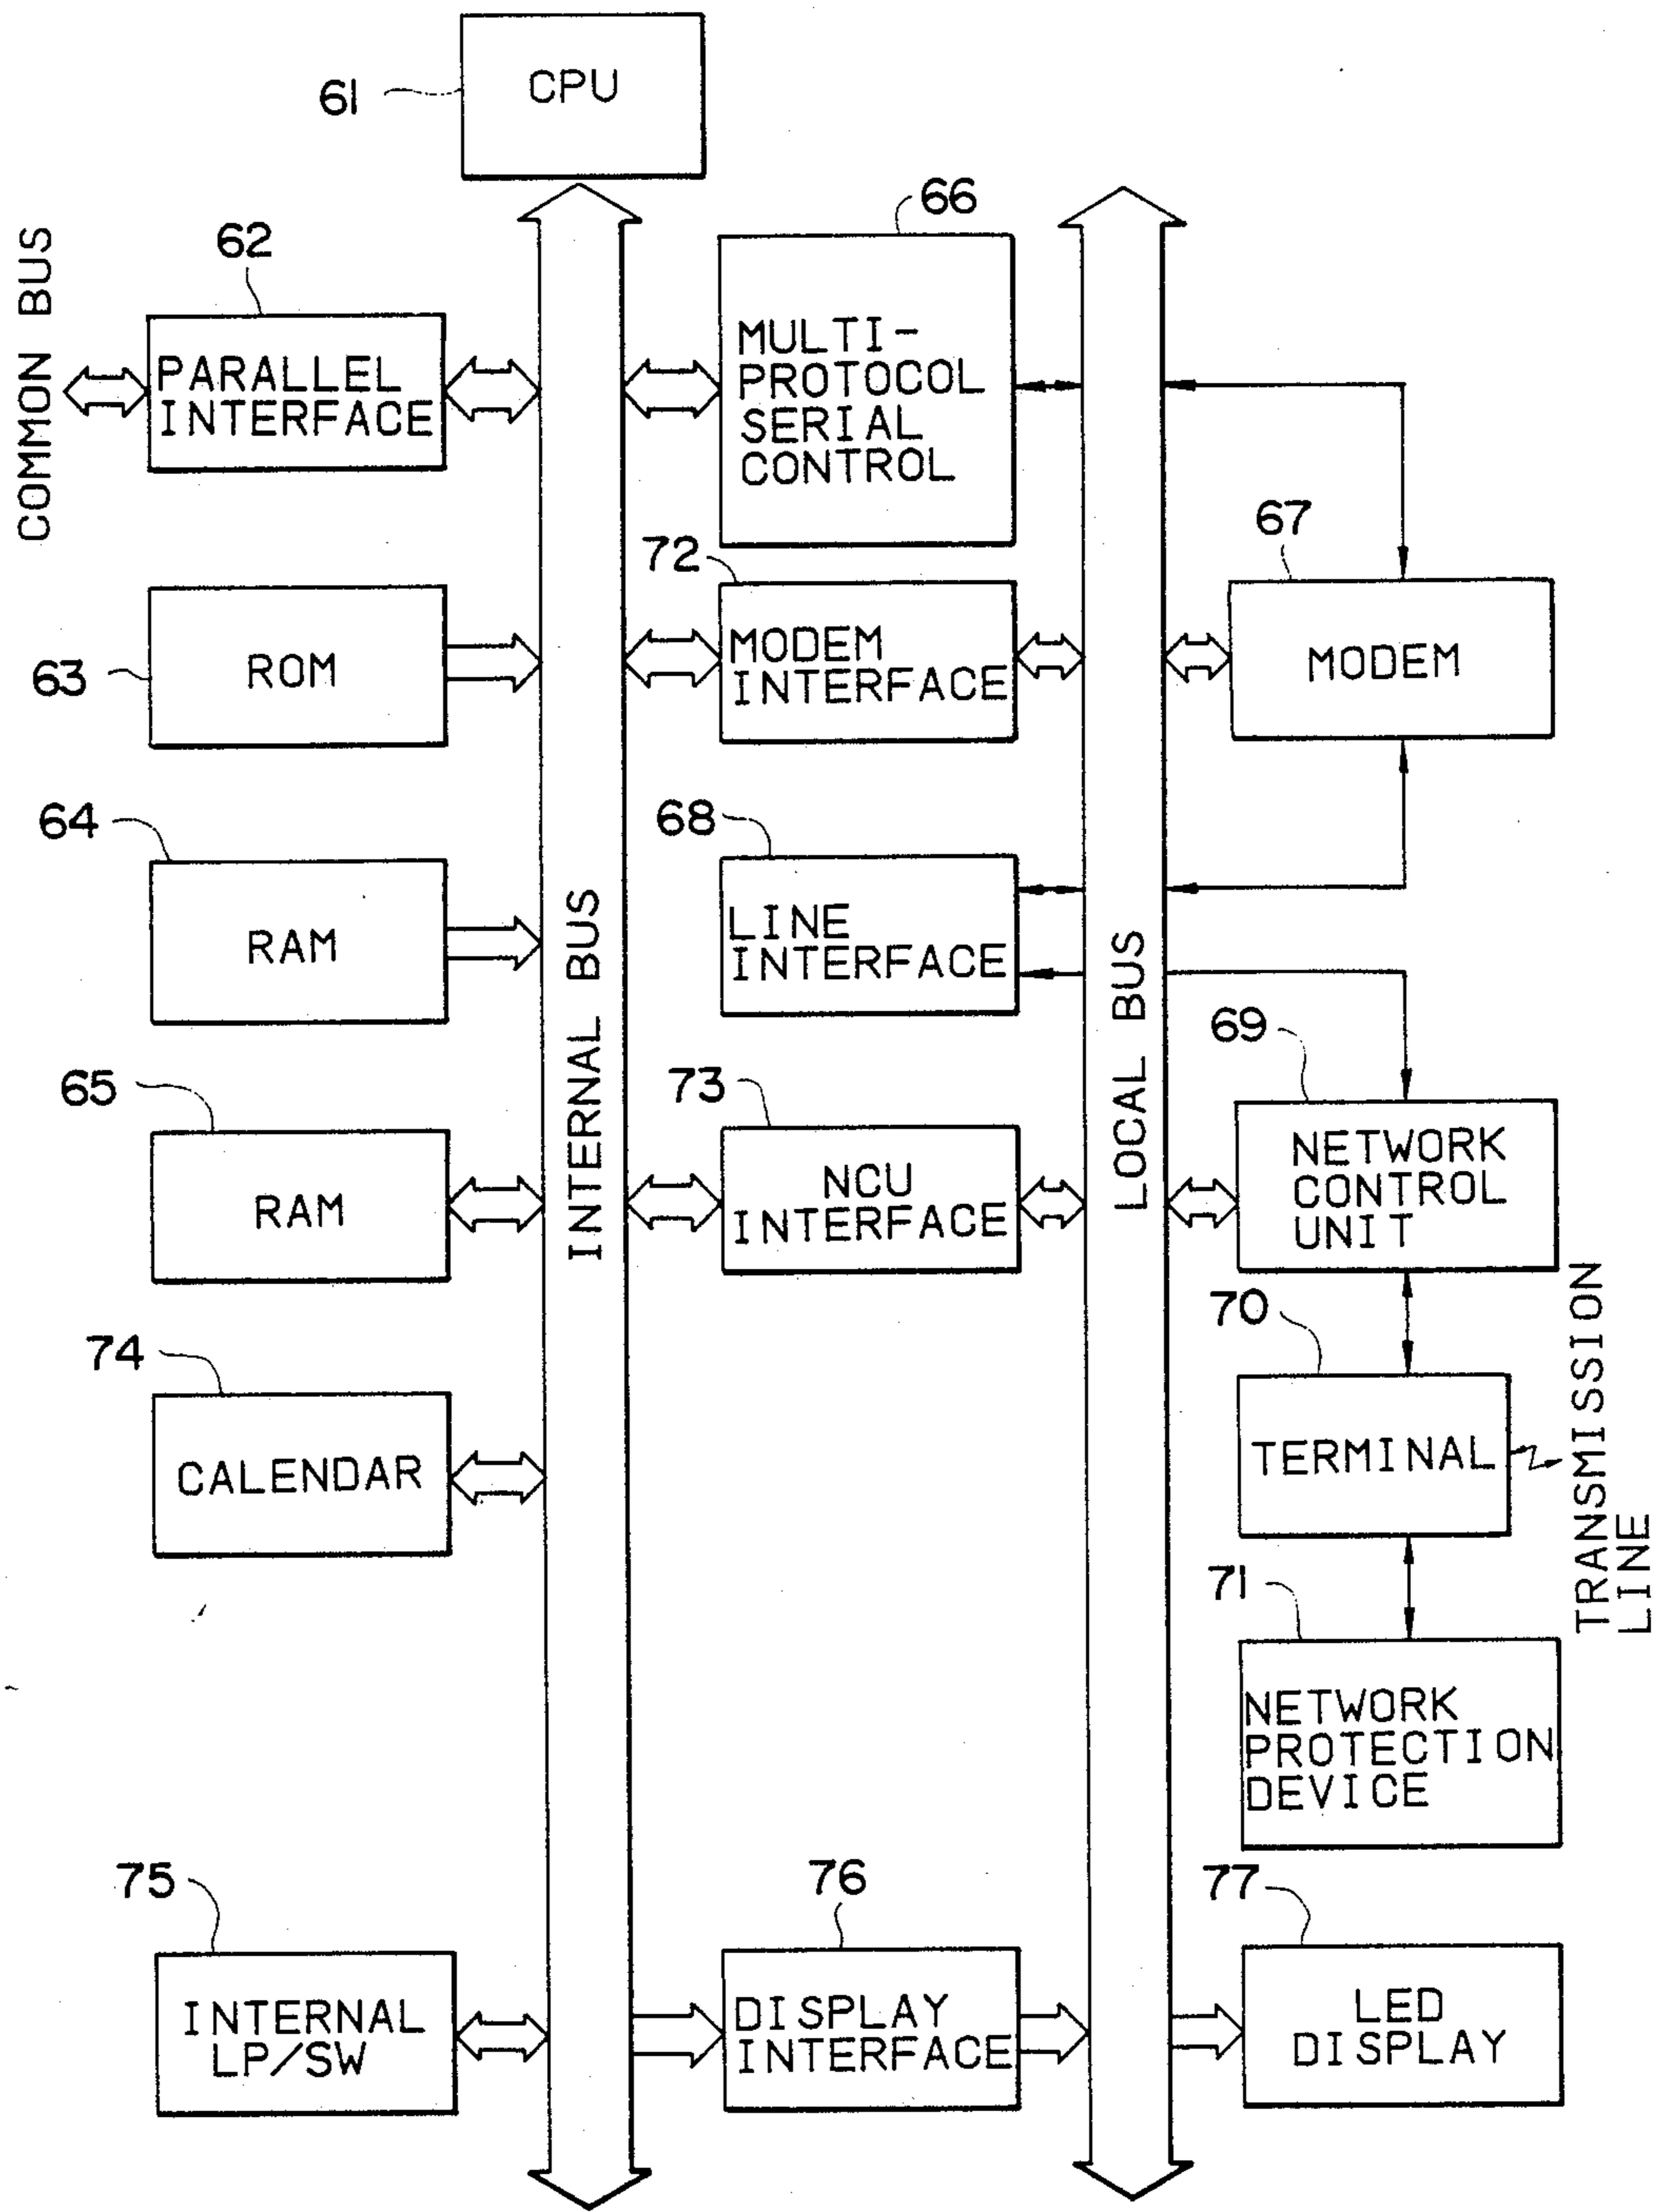 61
CPU
COMMON BUS
62
PARALLEL
INTERFACE
66
MULTI-
PROTOCOL
SERIAL
CONTROL
67
MODEM
63
ROM
72
MODEM
INTERFACE
64
RAM
68
LINE
INTERFACE
INTERNAL BUS
LOCAL BUS
65
RAM
73
NCU
INTERFACE
69
NETWORK
CONTROL
UNIT
74
CALENDAR
70
TERMINAL
TRANSMISSION
LINE
71
NETWORK
PROTECTION
DEVICE
75
INTERNAL
LP/SW
76
DISPLAY
INTERFACE
77
LED
DISPLAY